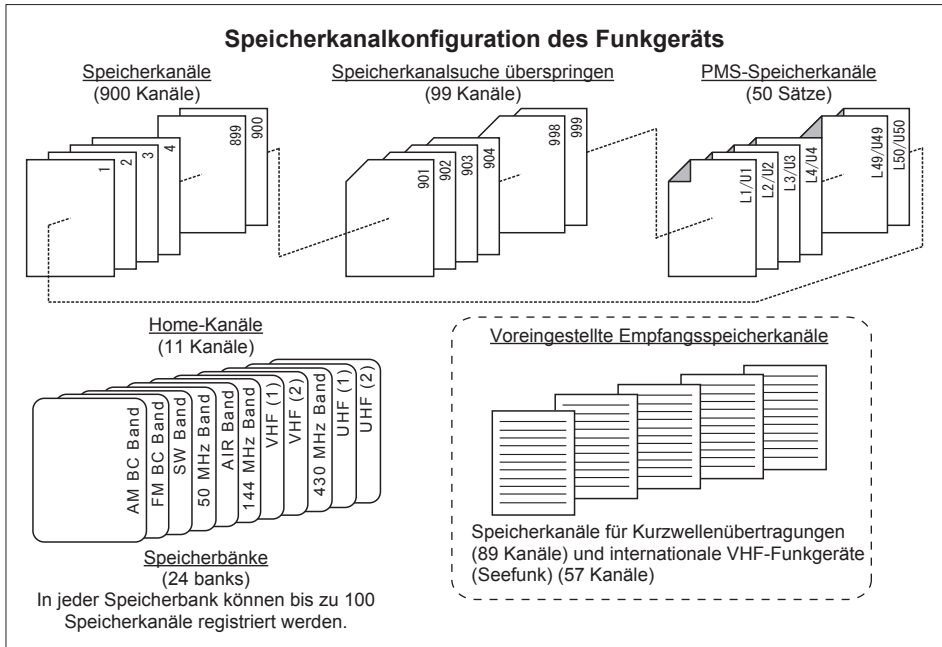 Speicherkanalkonfiguration des Funkgeräts
Speicherkanäle
(900 Kanäle)
1
2
3
4
899
900
Speicherkanalsuche überspringen
(99 Kanäle)
901
902
903
904
998
999
PMS-Speicherkanäle
(50 Sätze)
L1/U1
L2/U2
L3/U3
L4/U4
L49/U49
L50/U50
Home-Kanäle
(11 Kanäle)
AM BC Band
FM BC Band
SW Band
50 MHz Band
AIR Band
144 MHz Band
VHF (1)
VHF (2)
430 MHz Band
UHF (1)
UHF (2)
Speicherbänke
(24 banks)
In jeder Speicherbank können bis zu 100
Speicherkanäle registriert werden.
Voreingestellte Empfangsspeicherkanäle
Speicherkanäle für Kurzwellenübertragungen
(89 Kanäle) und internationale VHF-Funkgeräte
(Seefunk) (57 Kanäle)